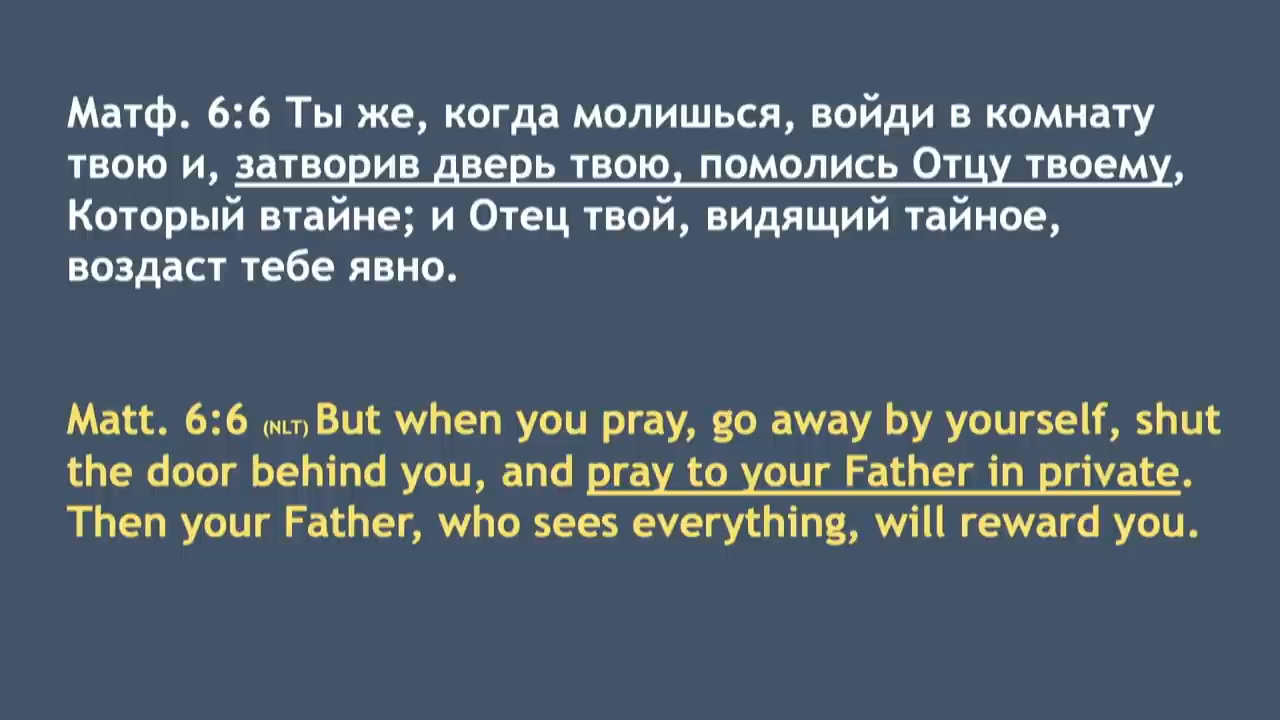 Матф. 6:6 Ты же, когда молишься, войди в комнату
твою и, затворив дверь твою, помолись Отцу твоему,
Который втайне; и Отец твой, видящий тайное,
воздаст тебе явно.
Matt. 6:6 (NLT) But when you pray, go away by yourself, shut
the door behind you, and pray to your Father in private.
Then your Father, who sees everything, will reward you.